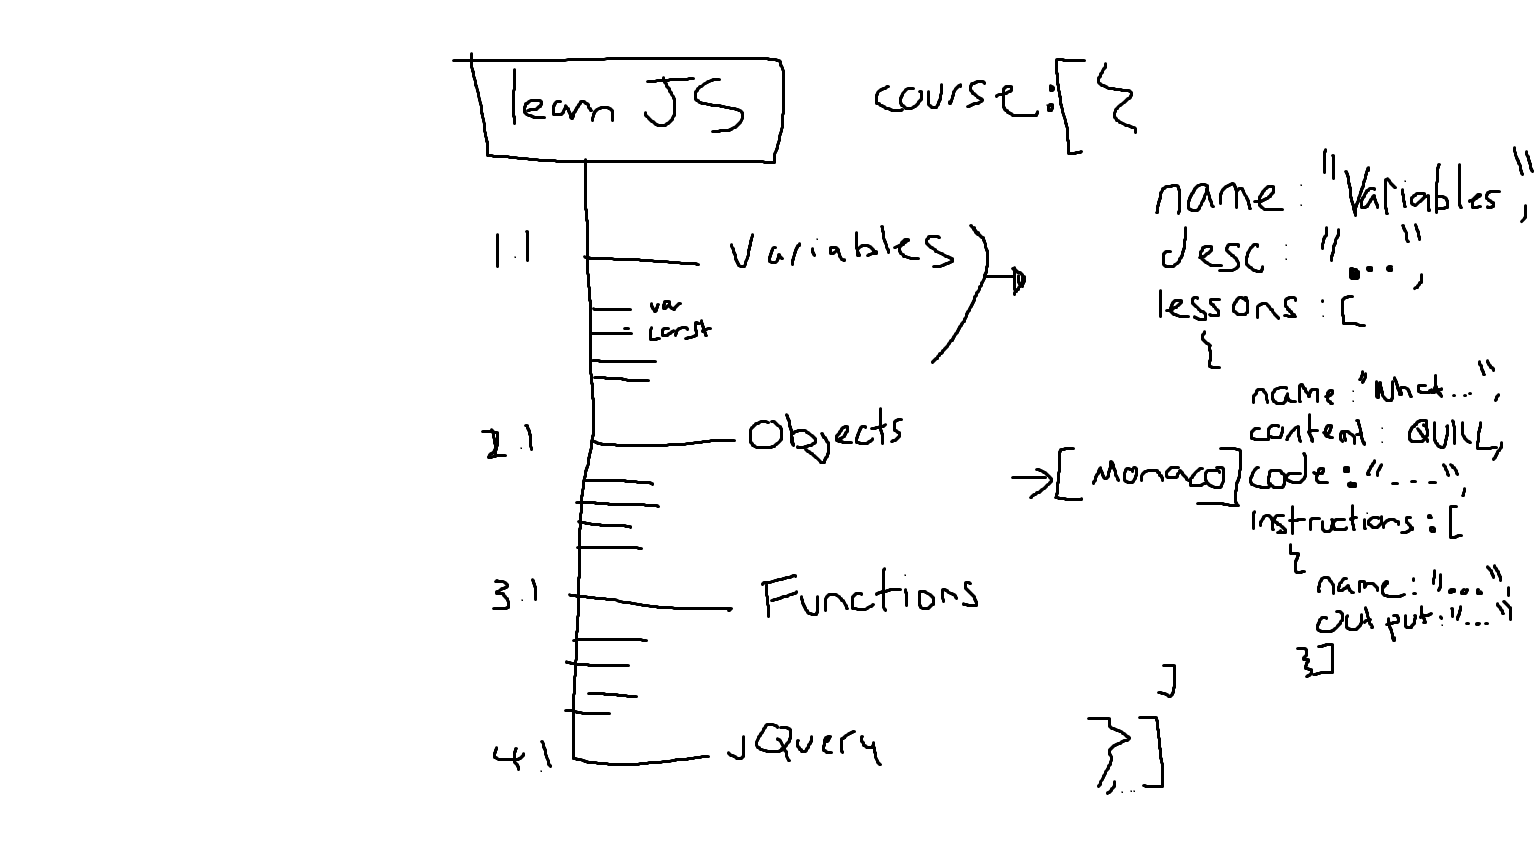 learn JS
1.1 Variables
var
const
2.1 Objects
3.1 Functions
4.1 jQuery
course:[{
name: "Variables",
desc: "...",
lessons:[
{
name:"What...",
content: QUILL,
→[Monaco] code:"---",
instructions:[
{
name:"...",
output:"..."
}]
]
},...]